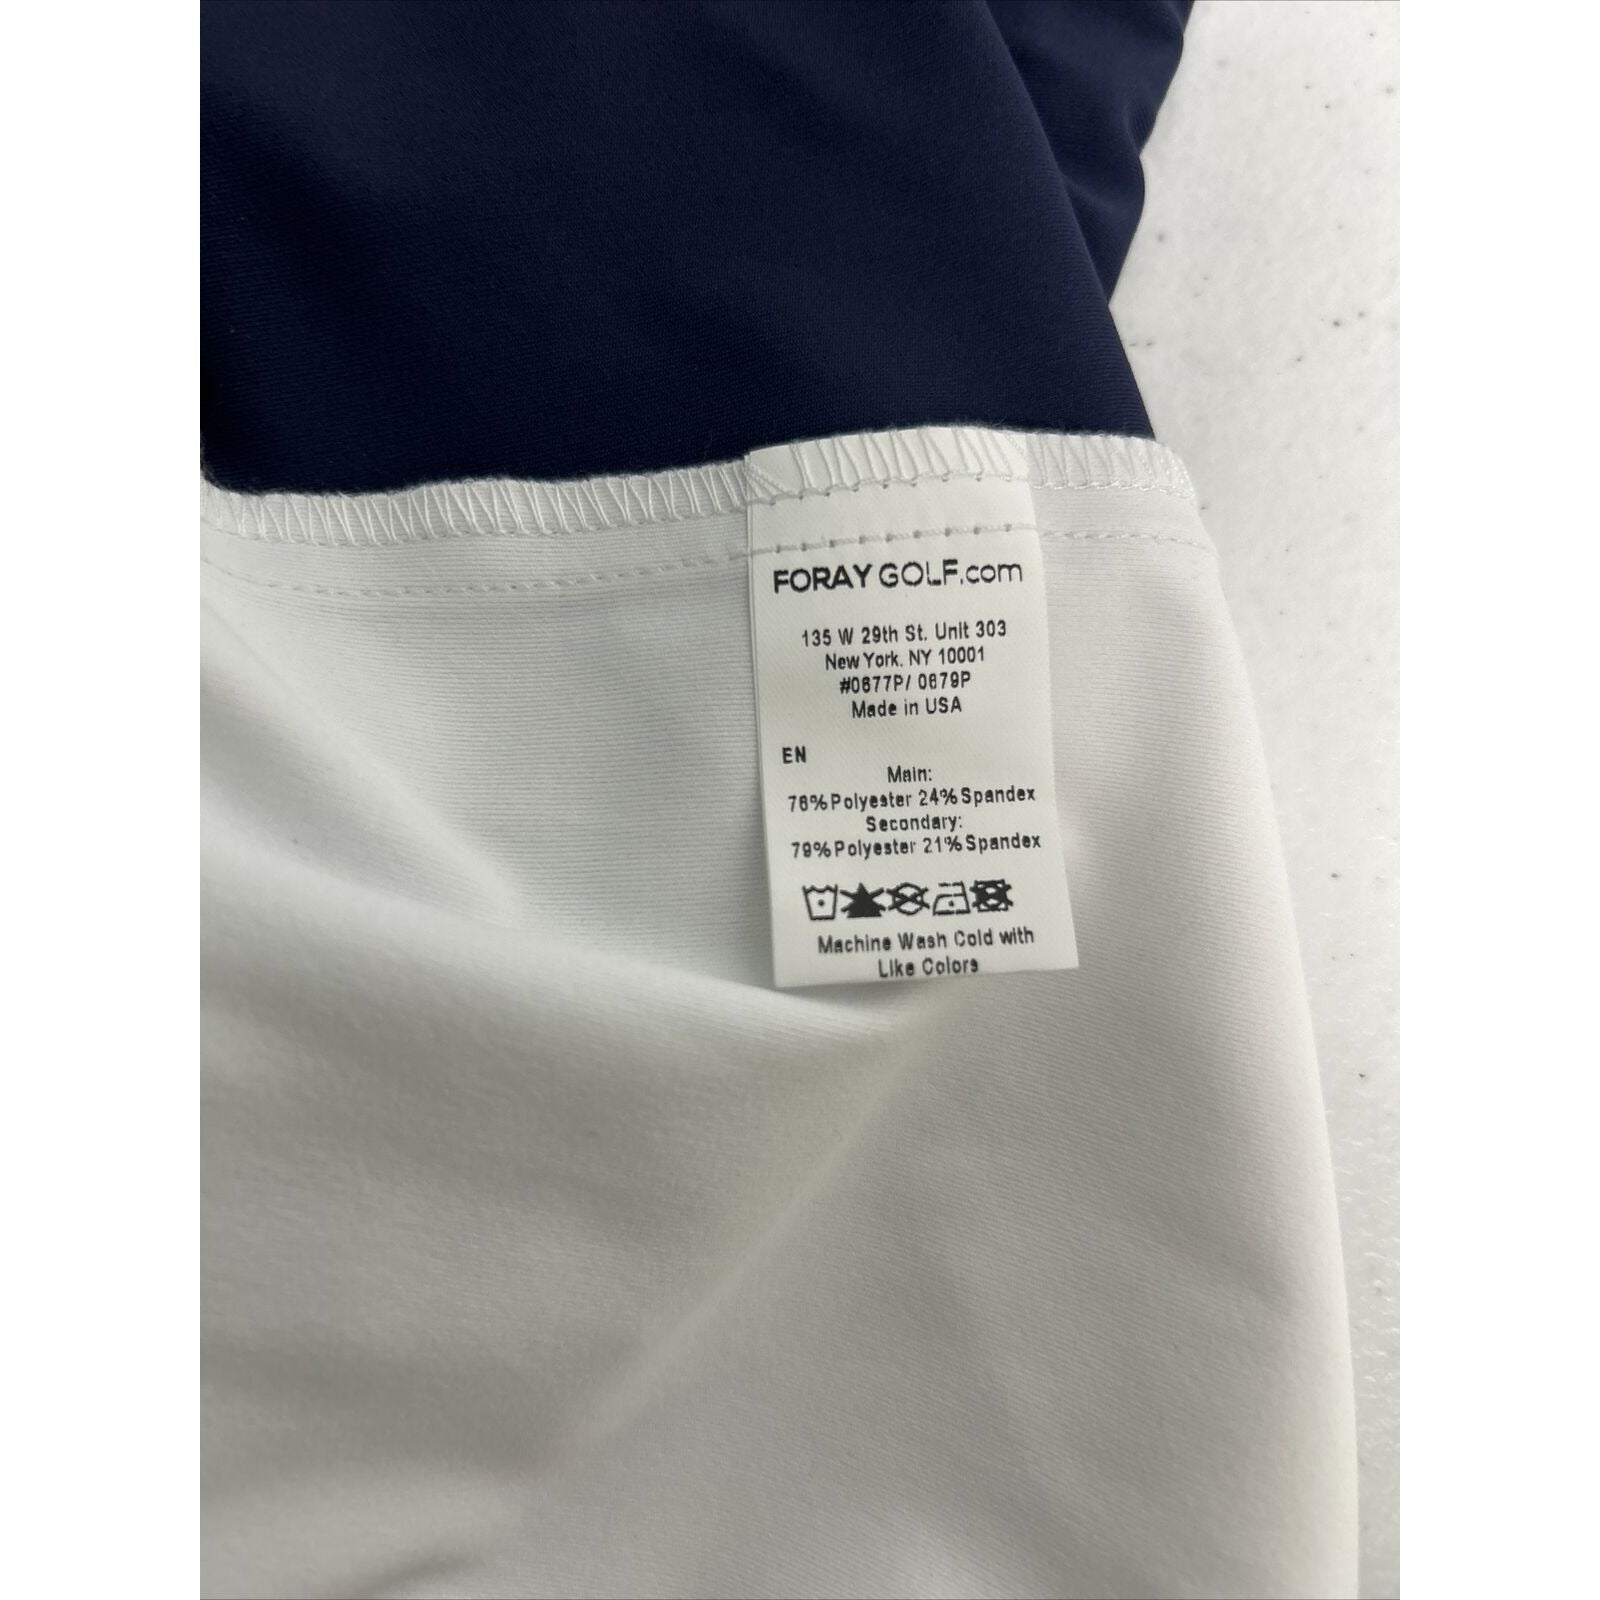 FORAY GOLF.com
135 W 29th St. Unit 303
New York. NY 10001
#0677P/ 0679P
Made in USA
EN
Main:
76% Polyester 24% Spandex
Secondary:
79% Polyester 21% Spandex
Machine Wash Cold with
Like Colors